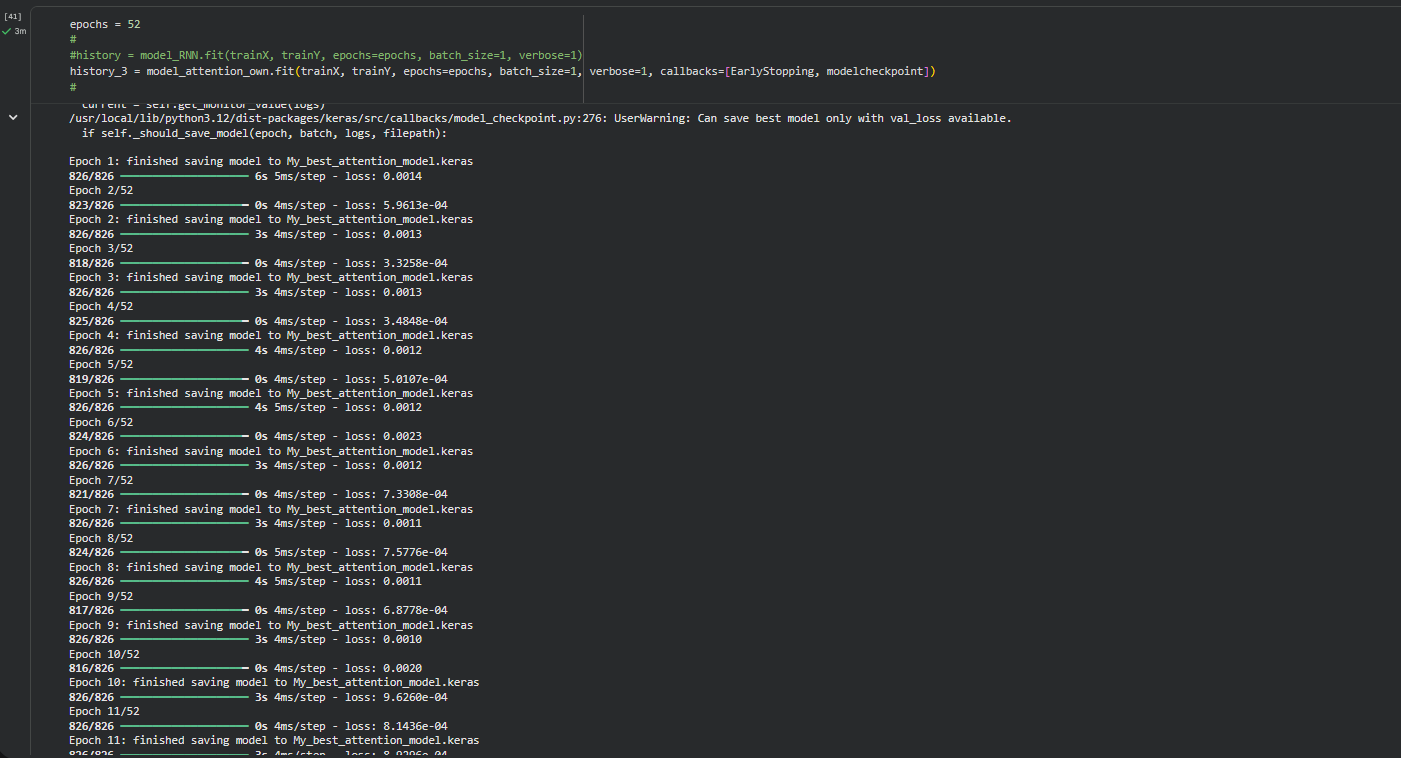 [41]
3m
epochs = 52
#
#history = model_RNN.fit(trainX, trainY, epochs=epochs, batch_size=1, verbose=1)
history_3 = model_attention_own.fit(trainX, trainY, epochs=epochs, batch_size=1, verbose=1, callbacks=[EarlyStopping, modelcheckpoint])
#
current = self.get_monitor_value(logs)
/usr/local/lib/python3.12/dist-packages/keras/src/callbacks/model_checkpoint.py:276: UserWarning: Can save best model only with val_loss available.
if self._should_save_model(epoch, batch, logs, filepath):
Epoch 1: finished saving model to My_best_attention_model.keras
826/826 6s 5ms/step - loss: 0.0014
Epoch 2/52
823/826 0s 4ms/step - loss: 5.9613e-04
Epoch 2: finished saving model to My_best_attention_model.keras
826/826 3s 4ms/step - loss: 0.0013
Epoch 3/52
818/826 0s 4ms/step - loss: 3.3258e-04
Epoch 3: finished saving model to My_best_attention_model.keras
826/826 3s 4ms/step - loss: 0.0013
Epoch 4/52
825/826 0s 4ms/step - loss: 3.4848e-04
Epoch 4: finished saving model to My_best_attention_model.keras
826/826 4s 4ms/step - loss: 0.0012
Epoch 5/52
819/826 0s 4ms/step - loss: 5.0107e-04
Epoch 5: finished saving model to My_best_attention_model.keras
826/826 4s 5ms/step - loss: 0.0012
Epoch 6/52
824/826 0s 4ms/step - loss: 0.0023
Epoch 6: finished saving model to My_best_attention_model.keras
826/826 3s 4ms/step - loss: 0.0012
Epoch 7/52
821/826 0s 4ms/step - loss: 7.3308e-04
Epoch 7: finished saving model to My_best_attention_model.keras
826/826 3s 4ms/step - loss: 0.0011
Epoch 8/52
824/826 0s 5ms/step - loss: 7.5776e-04
Epoch 8: finished saving model to My_best_attention_model.keras
826/826 4s 5ms/step - loss: 0.0011
Epoch 9/52
817/826 0s 4ms/step - loss: 6.8778e-04
Epoch 9: finished saving model to My_best_attention_model.keras
826/826 3s 4ms/step - loss: 0.0010
Epoch 10/52
816/826 0s 4ms/step - loss: 0.0020
Epoch 10: finished saving model to My_best_attention_model.keras
826/826 3s 4ms/step - loss: 9.6260e-04
Epoch 11/52
826/826 0s 4ms/step - loss: 8.1436e-04
Epoch 11: finished saving model to My_best_attention_model.keras
826/826 3s 4ms/step - loss: